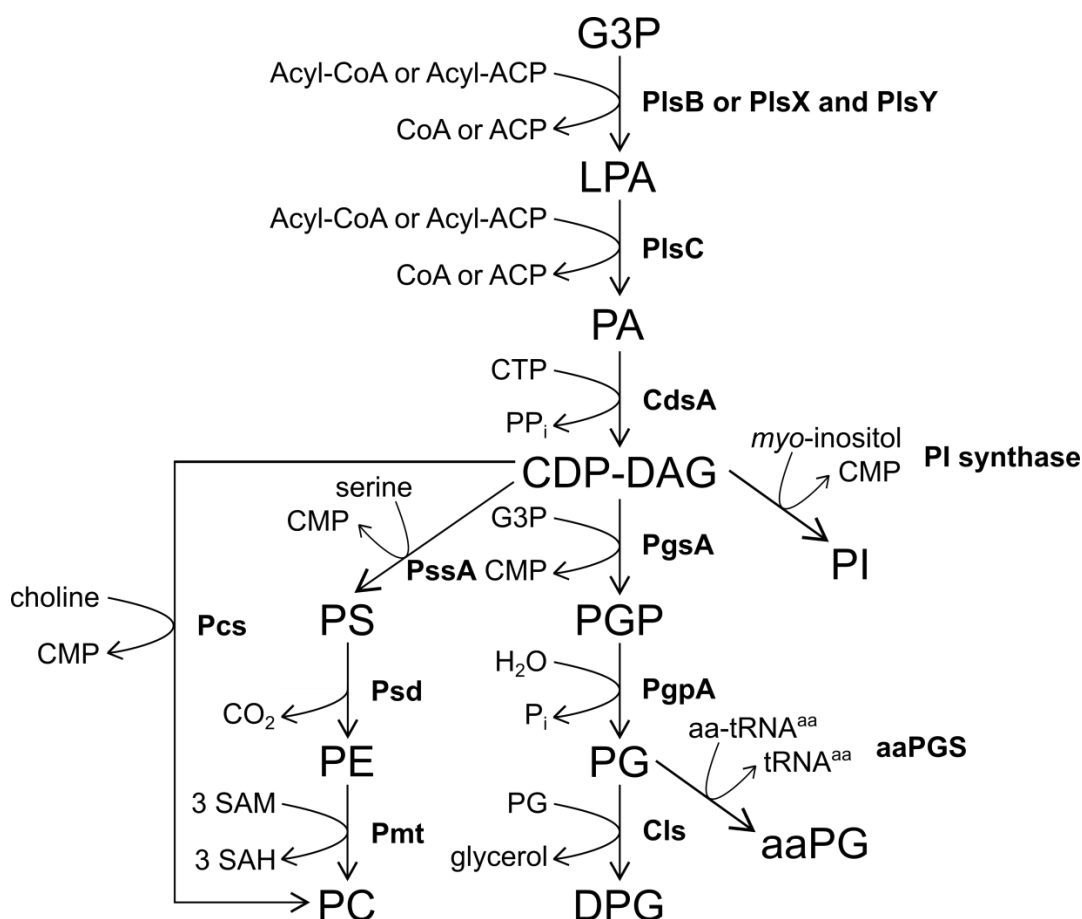 G3P
Acyl-CoA or Acyl-ACP
PlsB or PlsX and PlsY
CoA or ACP
LPA
Acyl-CoA or Acyl-ACP
PlsC
CoA or ACP
PA
CTP
CdsA
PPi
myo-inositol
PI synthase
CMP
CDP-DAG
serine
CMP
G3P
PgsA
PssA
CMP
PI
choline
Pcs
CMP
PS
PGP
H2O
PgpA
Pi
Psd
CO2
aa-tRNAaa
tRNAaa
aaPGS
PE
PG
3 SAM
Pmt
3 SAH
PG
Cls
glycerol
aaPG
PC
DPG